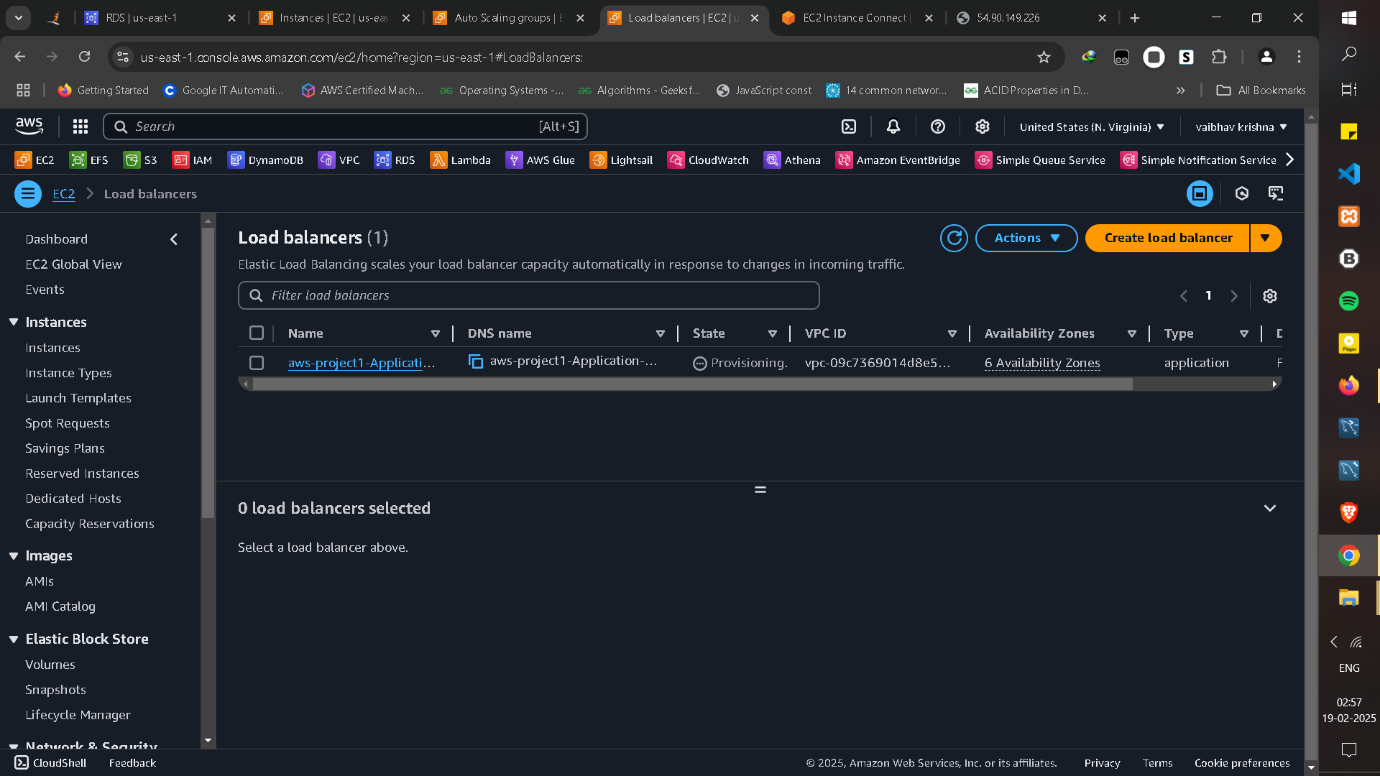 RDS | us-east-1
Instances | EC2 | us-eas
Auto Scaling groups | E
Load balancers | EC2 | u
EC2 Instance Connect |
54.90.149.226
us-east-1.console.aws.amazon.com/ec2/home?region=us-east-1#LoadBalancers:
Getting Started
Google IT Automati...
AWS Certified Mach...
Operating Systems -...
Algorithms - Geeksf...
JavaScript const
14 common networ...
ACID Properties in D...
All Bookmarks
aws
Search
[Alt+S]
United States (N. Virginia)
vaibhav krishna
EC2
EFS
S3
IAM
DynamoDB
VPC
RDS
Lambda
AWS Glue
Lightsail
CloudWatch
Athena
Amazon EventBridge
Simple Queue Service
Simple Notification Service
EC2
Load balancers
Dashboard
EC2 Global View
Events
Instances
Instances
Instance Types
Launch Templates
Spot Requests
Savings Plans
Reserved Instances
Dedicated Hosts
Capacity Reservations
Images
AMIs
AMI Catalog
Elastic Block Store
Volumes
Snapshots
Lifecycle Manager
Network & Security
Load balancers (1)
Actions
Create load balancer
Elastic Load Balancing scales your load balancer capacity automatically in response to changes in incoming traffic.
Filter load balancers
1
Name
DNS name
State
VPC ID
Availability Zones
Type
D
aws-project1-Applicati...
aws-project1-Application-...
Provisioning.
vpc-09c7369014d8e5...
6 Availability Zones
application
F
0 load balancers selected
Select a load balancer above.
CloudShell
Feedback
© 2025, Amazon Web Services, Inc. or its affiliates.
Privacy
Terms
Cookie preferences
ENG
02:57
19-02-2025